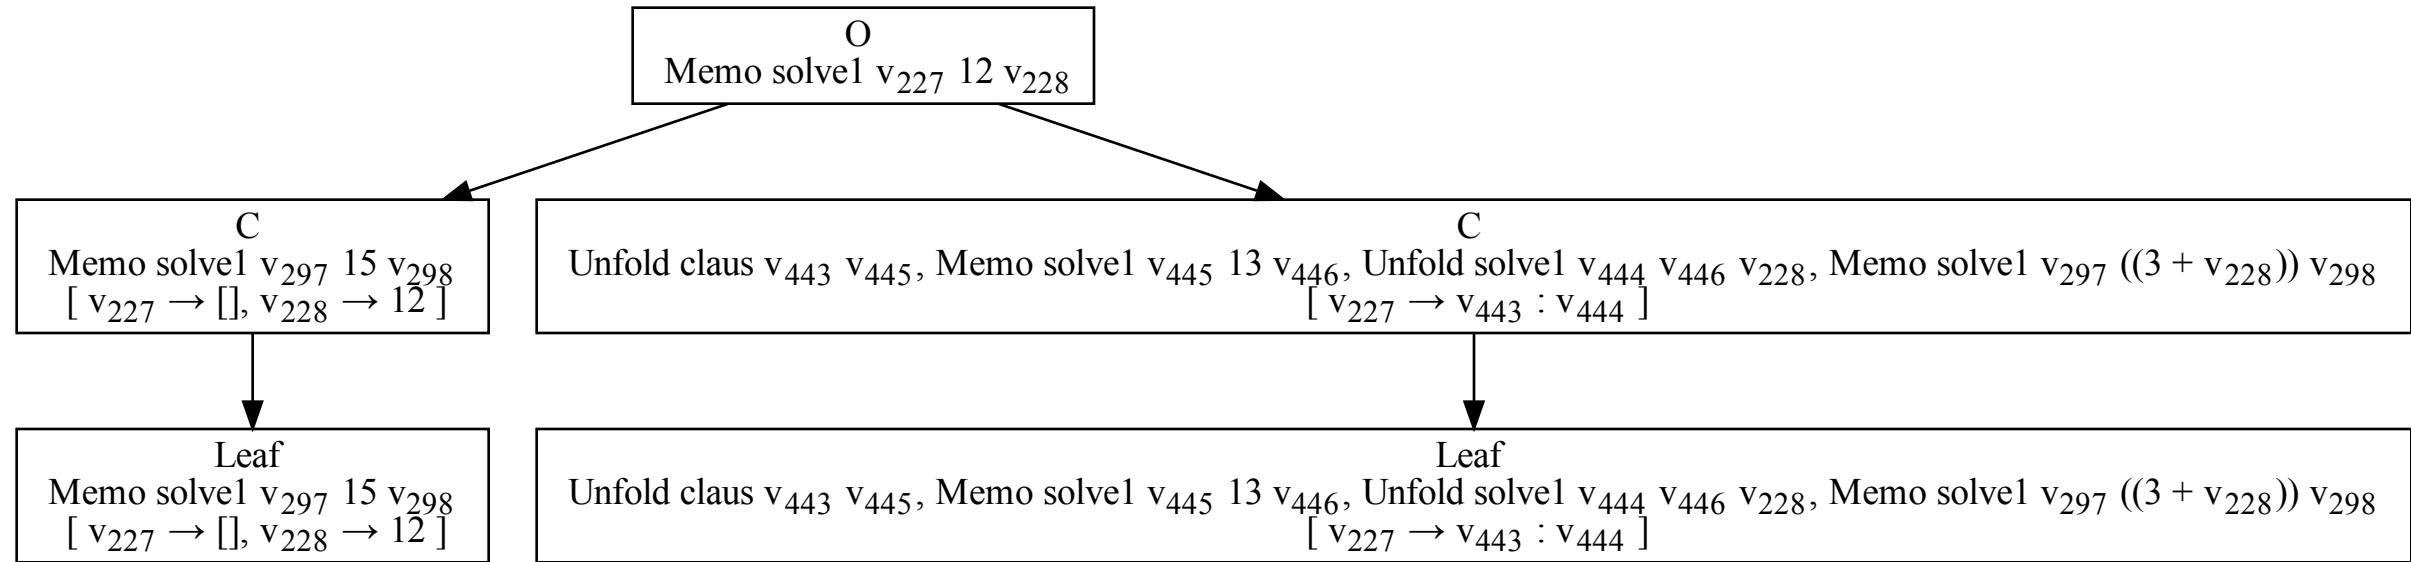 O
Memo solve1 v₂₂₇ 12 v₂₂₈
C
Memo solve1 v₂₉₇ 15 v₂₉₈
[ v₂₂₇ → [], v₂₂₈ → 12 ]
C
Unfold claus v₄₄₃ v₄₄₅, Memo solve1 v₄₄₅ 13 v₄₄₆, Unfold solve1 v₄₄₄ v₄₄₆ v₂₂₈, Memo solve1 v₂₉₇ ((3 + v₂₂₈)) v₂₉₈
[ v₂₂₇ → v₄₄₃ : v₄₄₄ ]
Leaf
Memo solve1 v₂₉₇ 15 v₂₉₈
[ v₂₂₇ → [], v₂₂₈ → 12 ]
Leaf
Unfold claus v₄₄₃ v₄₄₅, Memo solve1 v₄₄₅ 13 v₄₄₆, Unfold solve1 v₄₄₄ v₄₄₆ v₂₂₈, Memo solve1 v₂₉₇ ((3 + v₂₂₈)) v₂₉₈
[ v₂₂₇ → v₄₄₃ : v₄₄₄ ]